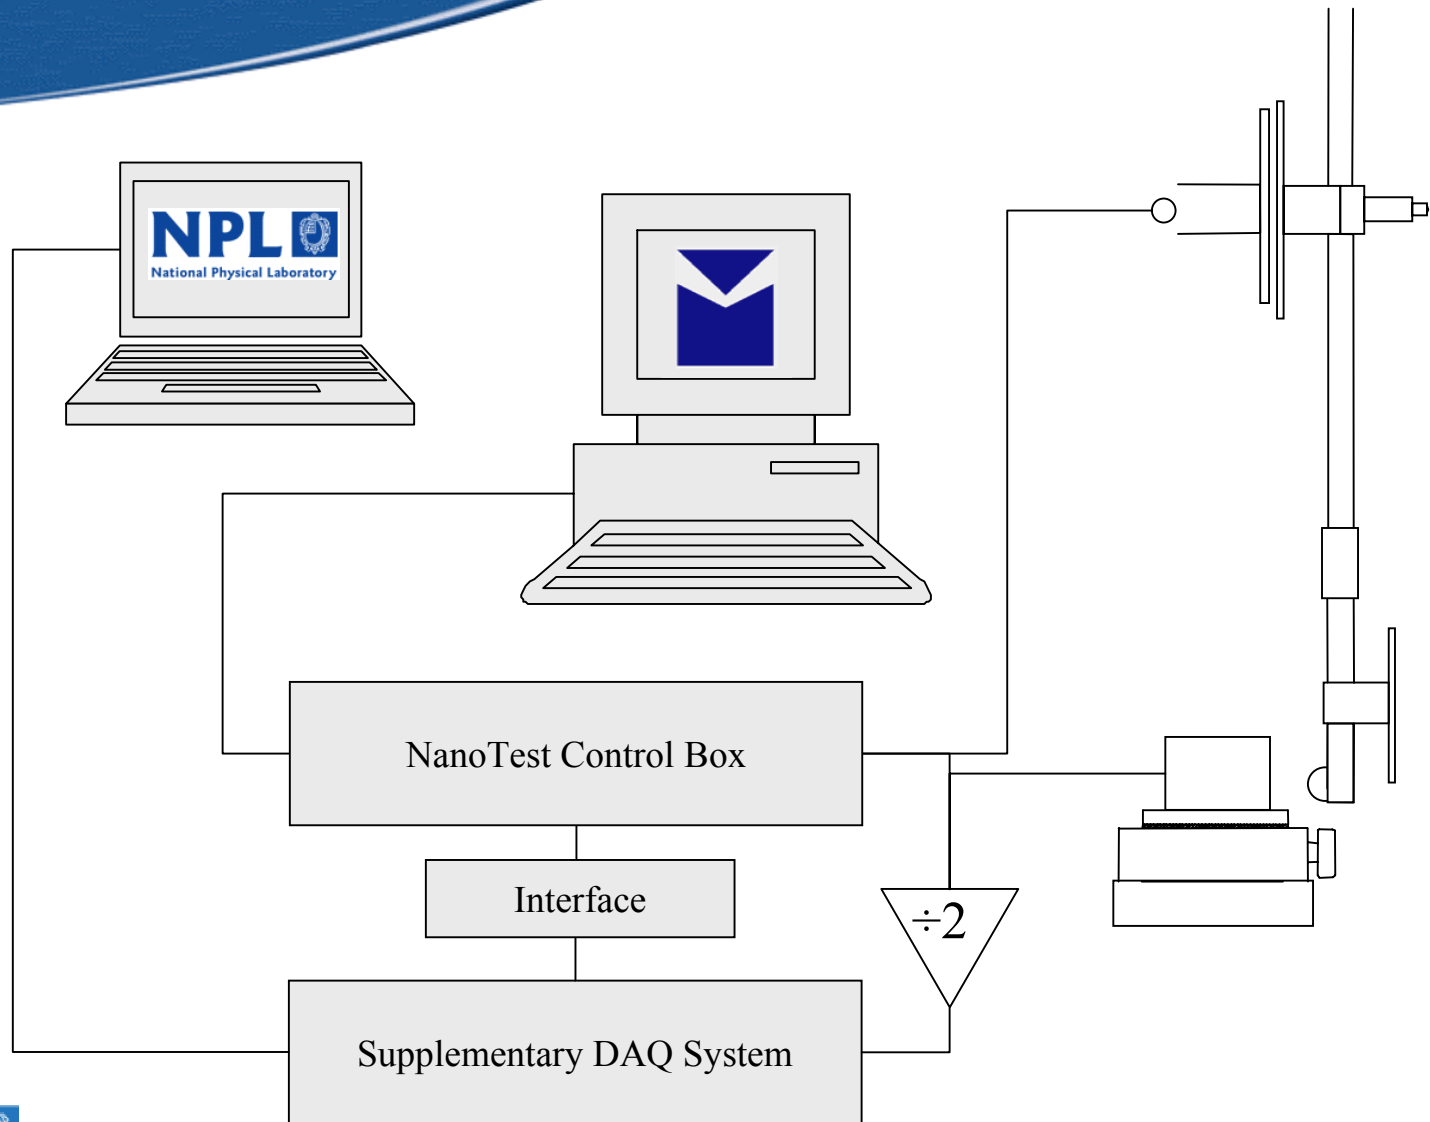 NPL
National Physical Laboratory
NanoTest Control Box
Interface
÷2
Supplementary DAQ System